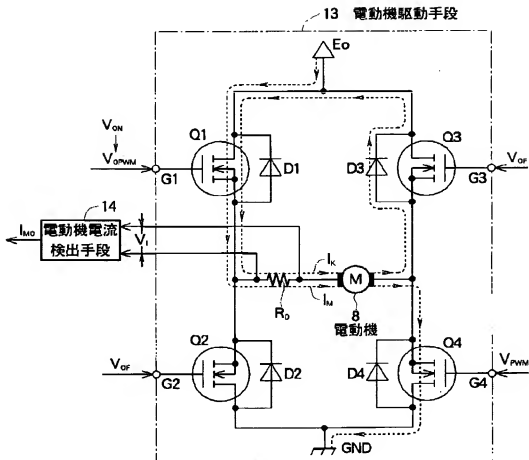 13 電動機駆動手段
Eo
VON
VOPWM
Q1
D1
G1
Q3
D3
G3
VOF
14
電動機電流
検出手段
IMO
VI
IK
IM
RD
M
8
電動機
Q2
D2
G2
VOF
Q4
D4
G4
VPWM
GND